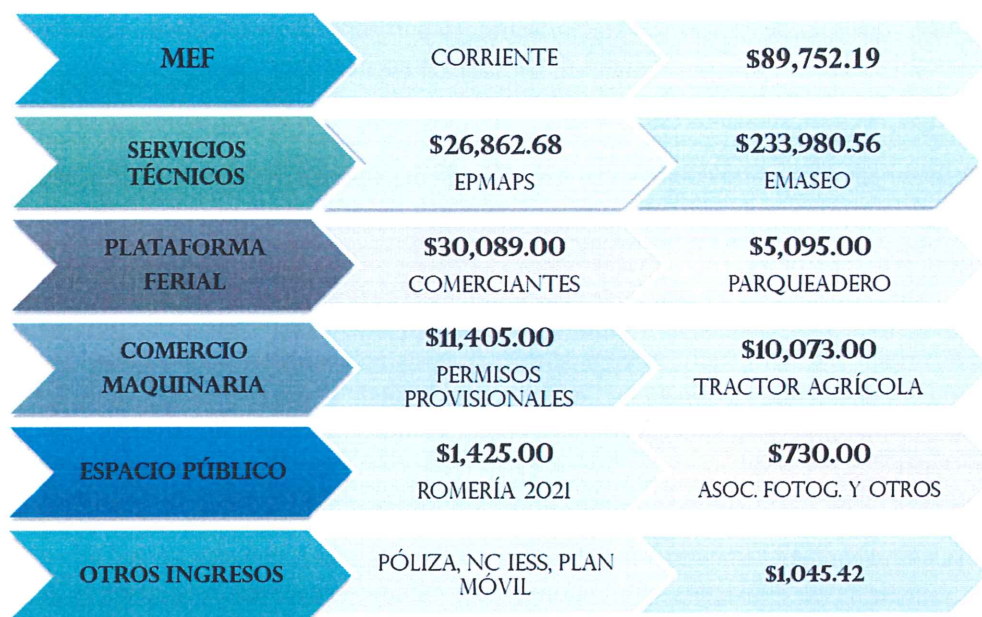 MEF
CORRIENTE
$89,752.19
SERVICIOS
TÉCNICOS
$26,862.68
EPMAPS
$233,980.56
EMASEO
PLATAFORMA
FERIAL
$30,089.00
COMERCIANTES
$5,095.00
PARQUEADERO
COMERCIO
MAQUINARIA
$11,405.00
PERMISOS
PROVISIONALES
$10,073.00
TRACTOR AGRÍCOLA
ESPACIO PÚBLICO
$1,425.00
ROMERÍA 2021
$730.00
ASOC. FOTOG. Y OTROS
OTROS INGRESOS
PÓLIZA, NC IESS, PLAN
MÓVIL
$1,045.42